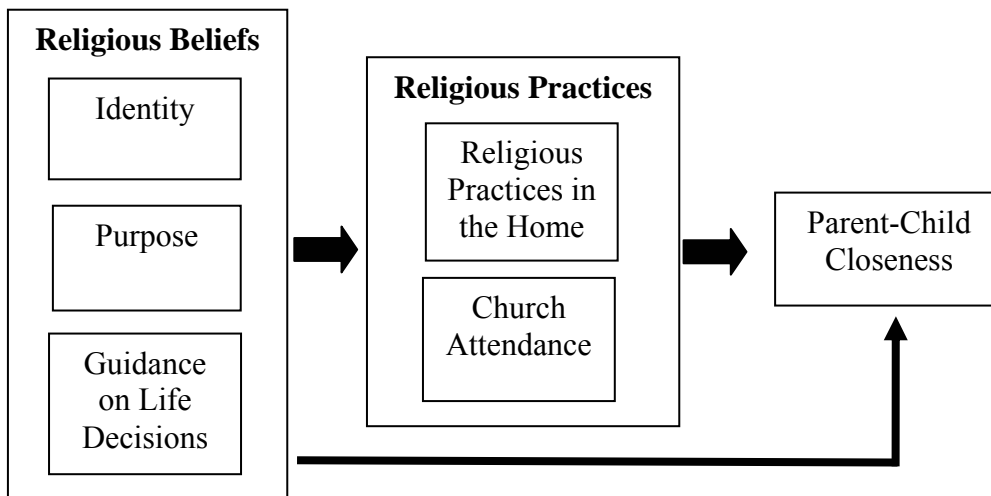 Religious Beliefs
Identity
Purpose
Guidance
on Life
Decisions
Religious Practices
Religious
Practices in
the Home
Church
Attendance
Parent-Child
Closeness